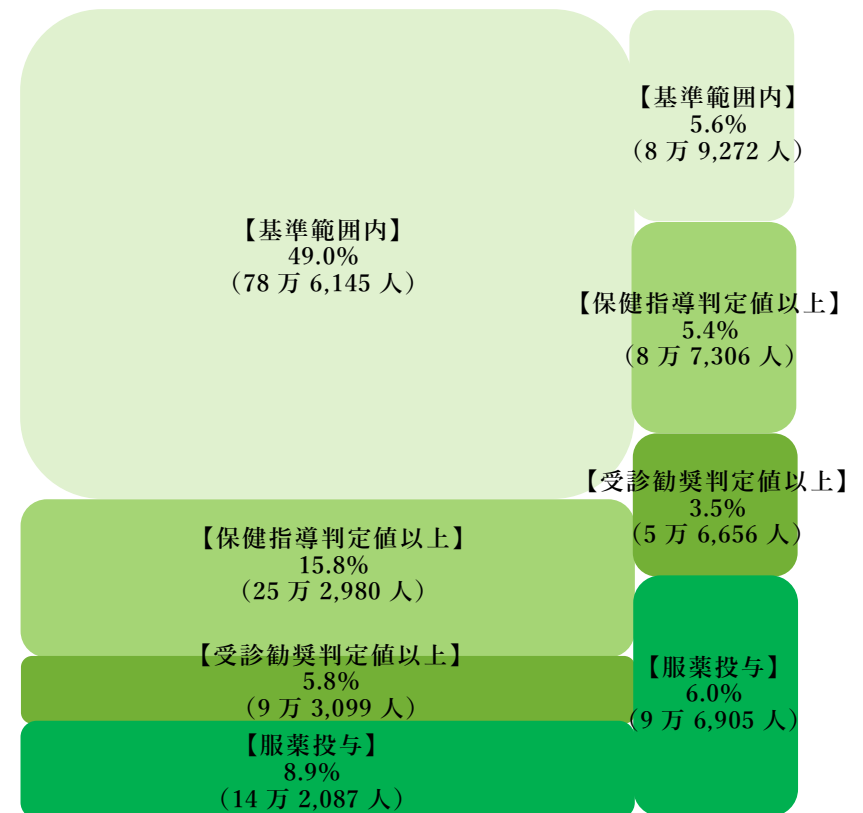 【基準範囲内】
49.0%
（78 万 6,145 人）
【保健指導判定値以上】
15.8%
（25 万 2,980 人）
【受診勧奨判定値以上】
5.8%
（9 万 3,099 人）
【服薬投与】
8.9%
（14 万 2,087 人）
【基準範囲内】
5.6%
（8 万 9,272 人）
【保健指導判定値以上】
5.4%
（8 万 7,306 人）
【受診勧奨判定値以上】
3.5%
（5 万 6,656 人）
【服薬投与】
6.0%
（9 万 6,905 人）